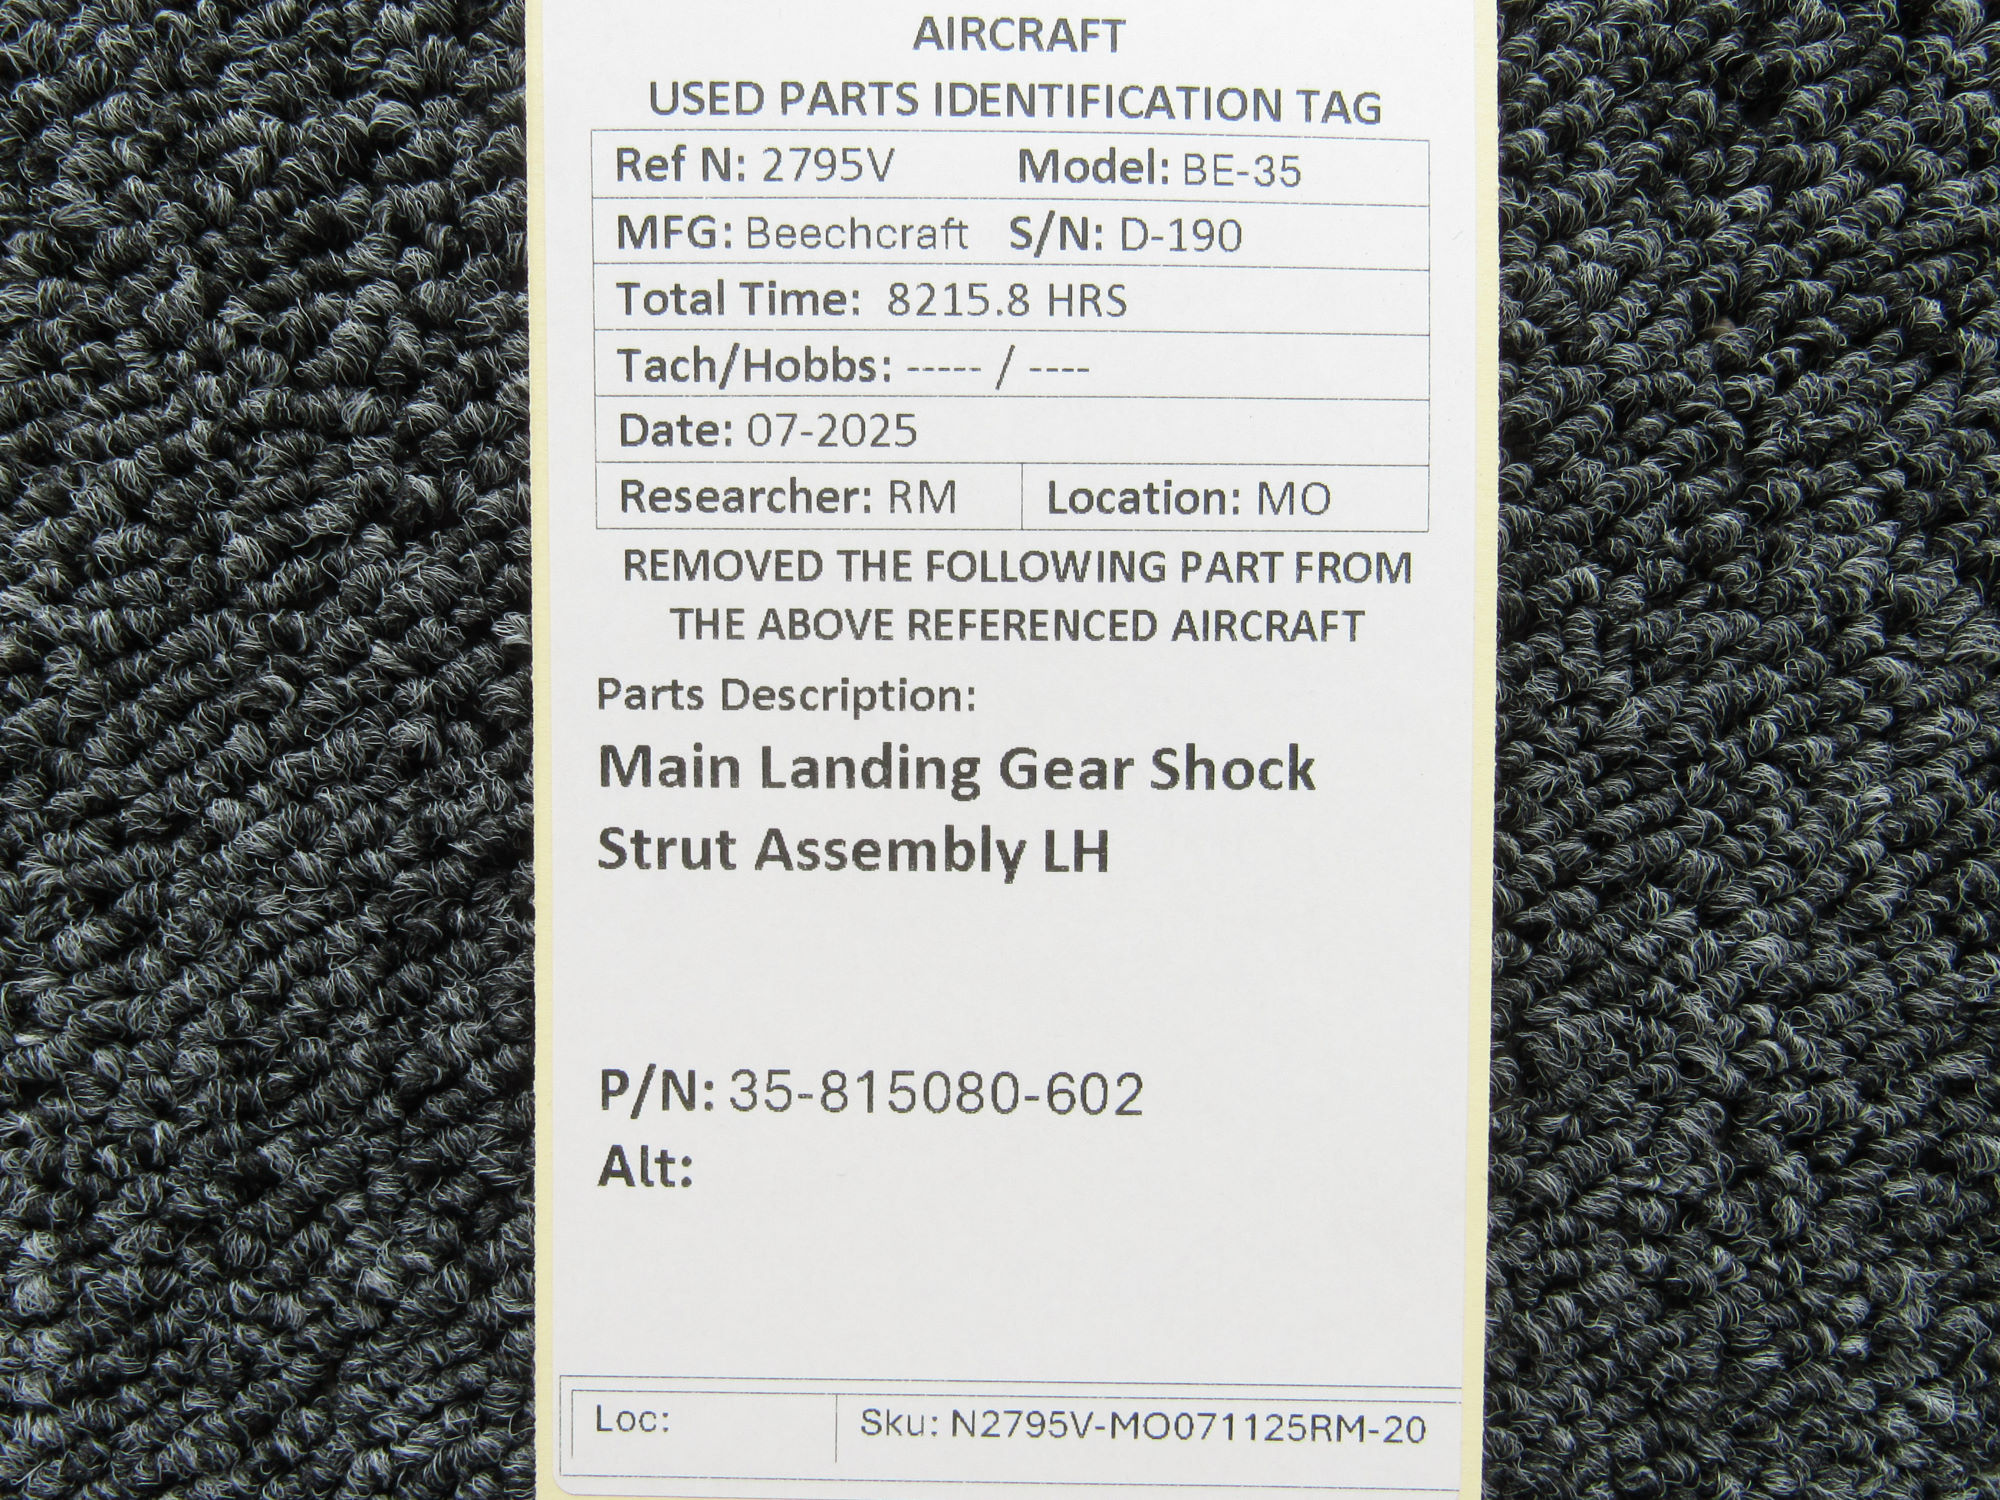 AIRCRAFT
USED PARTS IDENTIFICATION TAG
Ref N: 2795V Model: BE-35
MFG: Beechcraft S/N: D-190
Total Time: 8215.8 HRS
Tach/Hobbs: ----- / ----
Date: 07-2025
Researcher: RM Location: MO
REMOVED THE FOLLOWING PART FROM
THE ABOVE REFERENCED AIRCRAFT
Parts Description:
Main Landing Gear Shock
Strut Assembly LH
P/N: 35-815080-602
Alt:
Loc: Sku: N2795V-MO071125RM-20